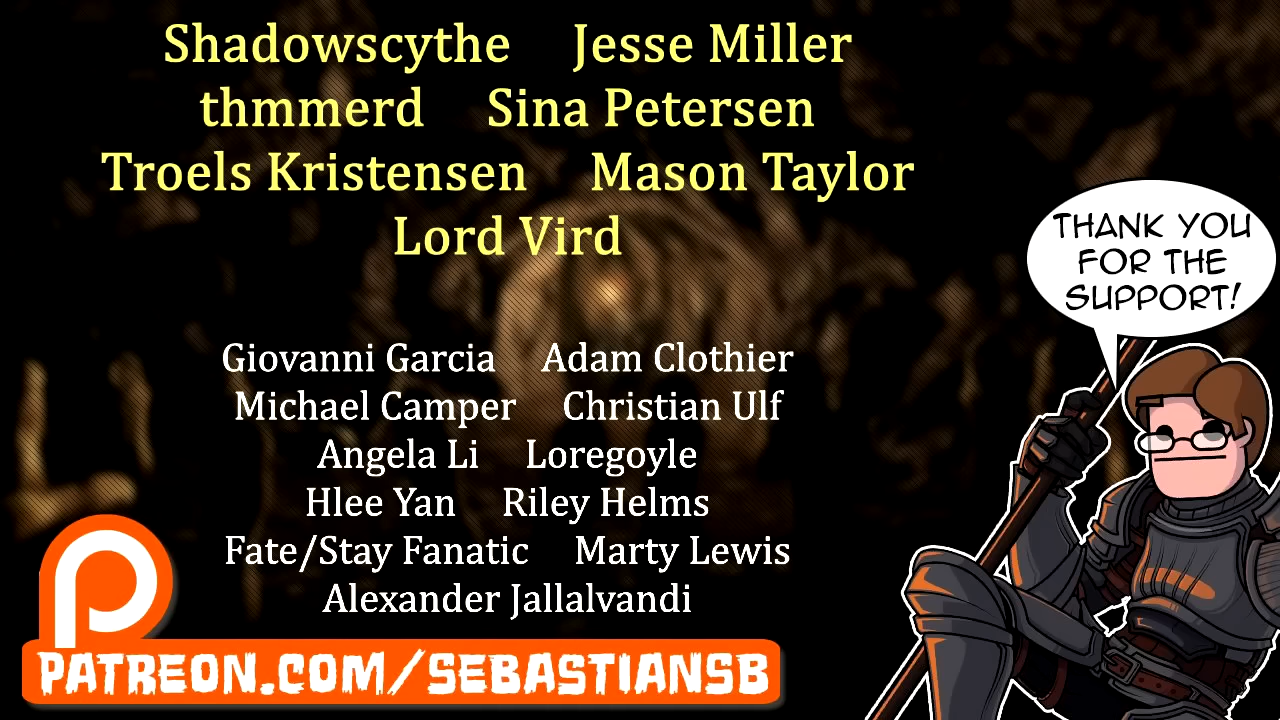 Shadowscythe Jesse Miller
thmmerd Sina Petersen
Troels Kristensen Mason Taylor
Lord Vird
THANK YOU
FOR THE
SUPPORT!
Giovanni Garcia Adam Clothier
Michael Camper Christian Ulf
Angela Li Loregoyle
Hlee Yan Riley Helms
Fate/Stay Fanatic Marty Lewis
Alexander Jallalvandi
PATREON.COM/SEBASTIANSB